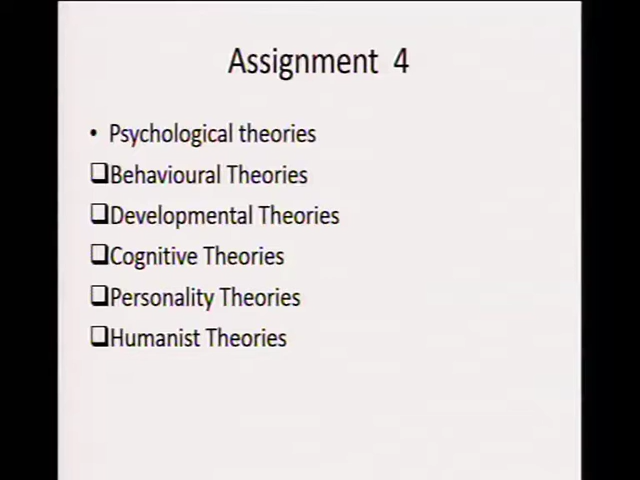 Assignment 4
• Psychological theories
❑Behavioural Theories
❑Developmental Theories
❑Cognitive Theories
❑Personality Theories
❑Humanist Theories